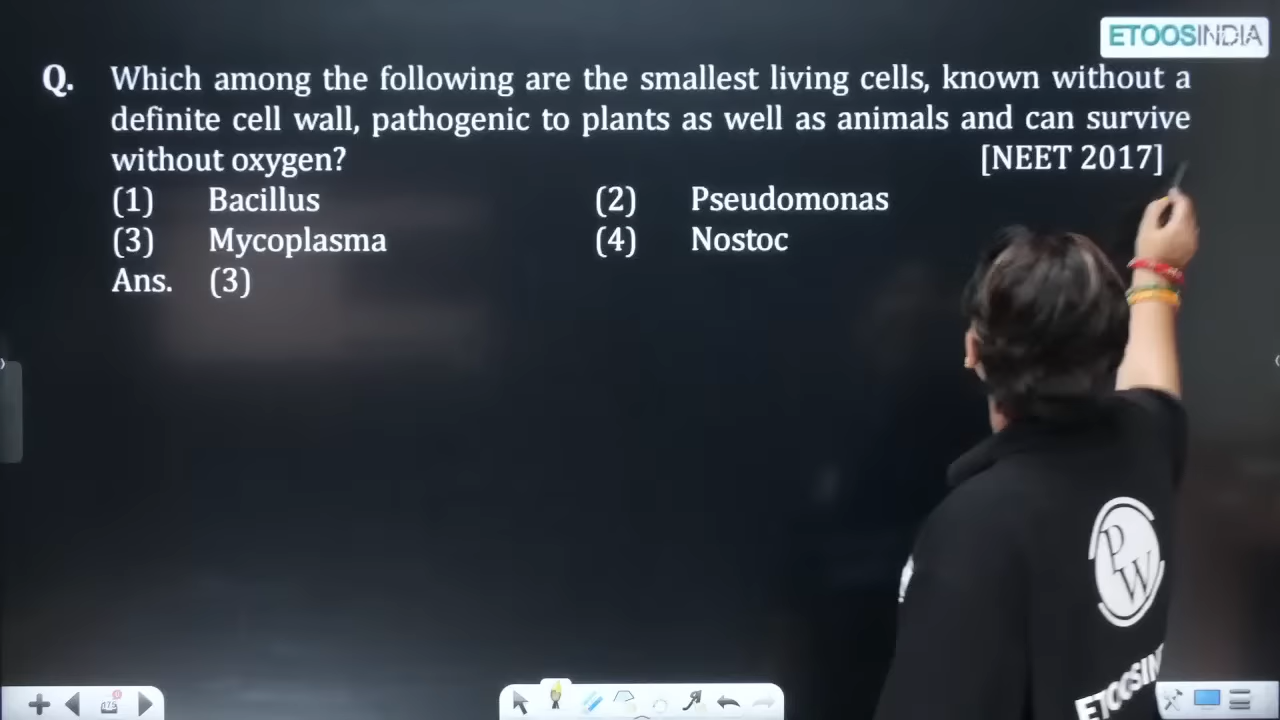 ETOOSINDIA
Q. Which among the following are the smallest living cells, known without a
definite cell wall, pathogenic to plants as well as animals and can survive
without oxygen? [NEET 2017]
(1) Bacillus (2) Pseudomonas
(3) Mycoplasma (4) Nostoc
Ans. (3)
PW